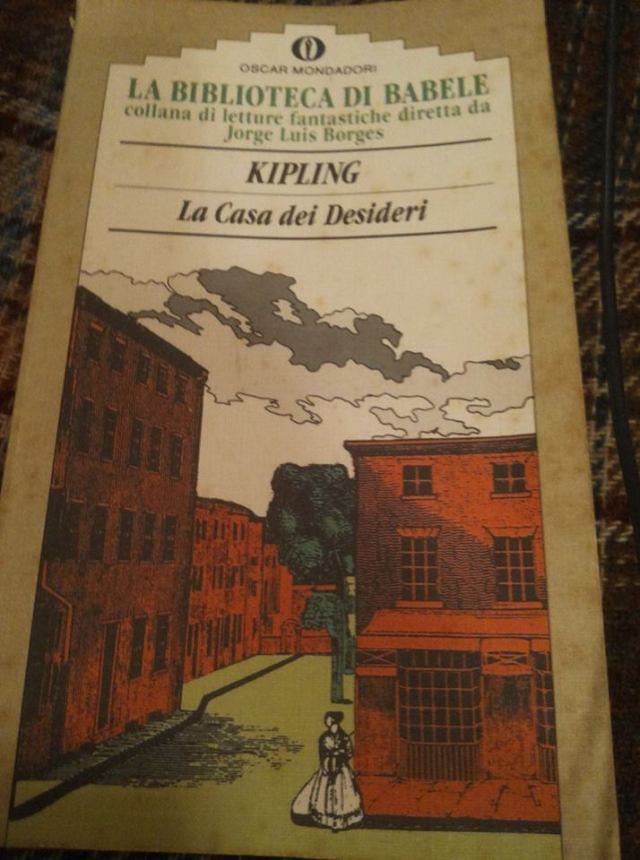 OSCAR MONDADORI
LA BIBLIOTECA DI BABELE
collana di letture fantastiche diretta da
Jorge Luis Borges
KIPLING
La Casa dei Desideri